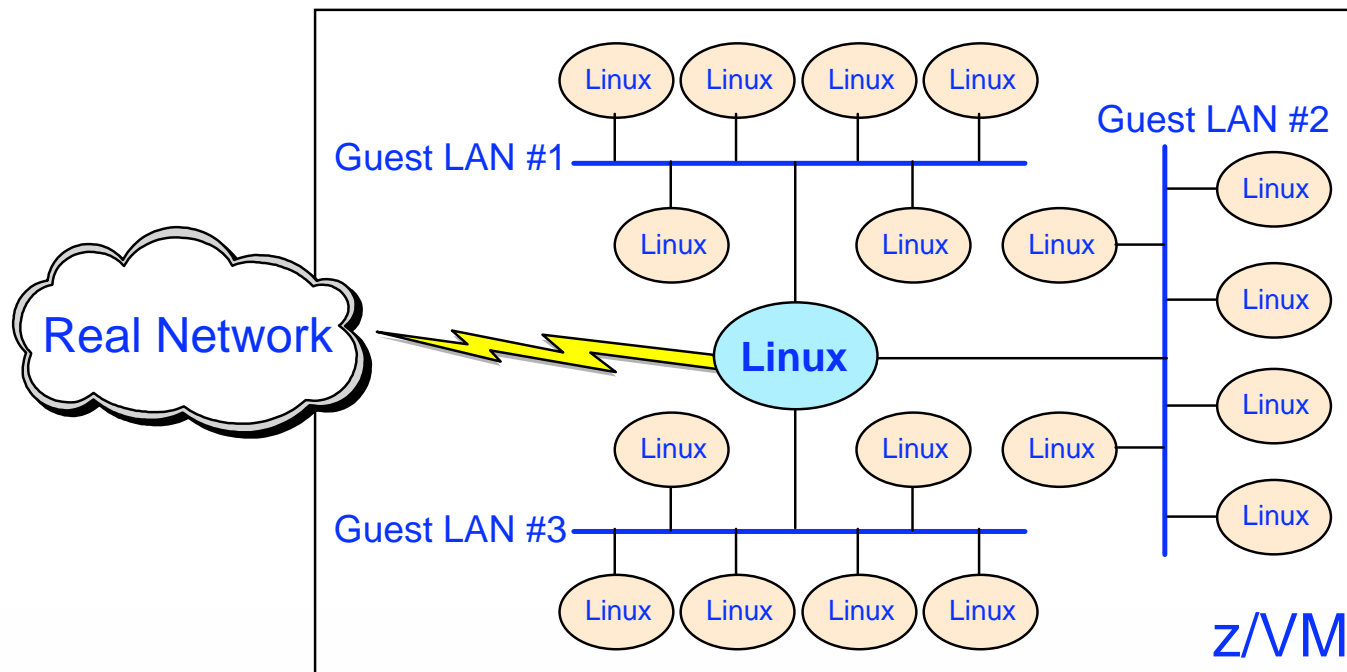 Linux Linux Linux Linux
Guest LAN #2
Guest LAN #1
Linux
Linux Linux Linux
Linux
Real Network
Linux
Linux
Linux Linux Linux
Linux
Guest LAN #3
Linux
Linux Linux Linux Linux
z/VM